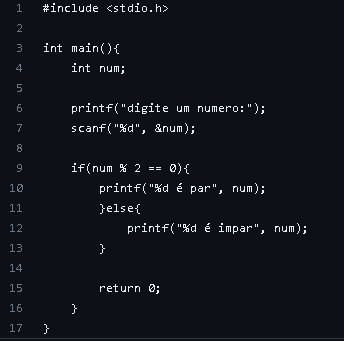 1 #include <stdio.h>
2
3 int main(){
4     int num;
5
6     printf("digite um numero:");
7     scanf("%d", &num);
8
9     if(num % 2 == 0){
10         printf("%d é par", num);
11         }else{
12             printf("%d é impar", num);
13         }
14
15         return 0;
16     }
17 }